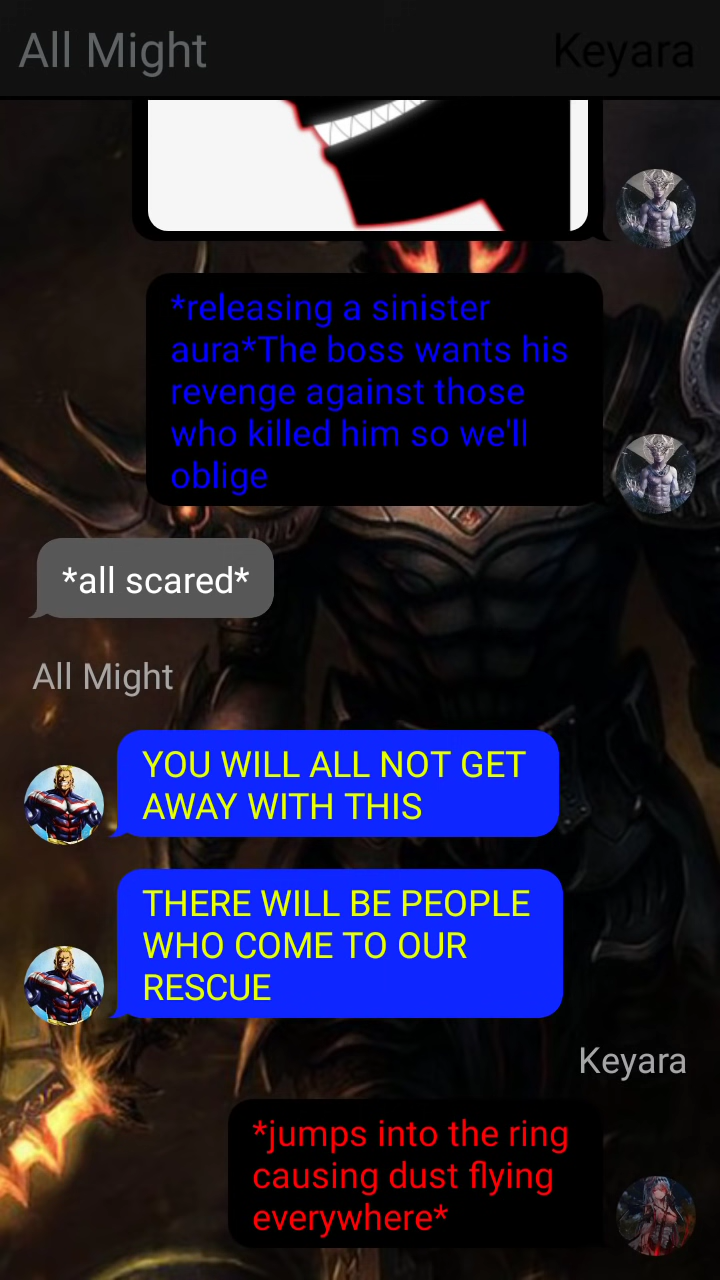 All Might
Keyara
*releasing a sinister
aura*The boss wants his
revenge against those
who killed him so we'll
oblige
*all scared*
All Might
YOU WILL ALL NOT GET
AWAY WITH THIS
THERE WILL BE PEOPLE
WHO COME TO OUR
RESCUE
Keyara
*jumps into the ring
causing dust flying
everywhere*